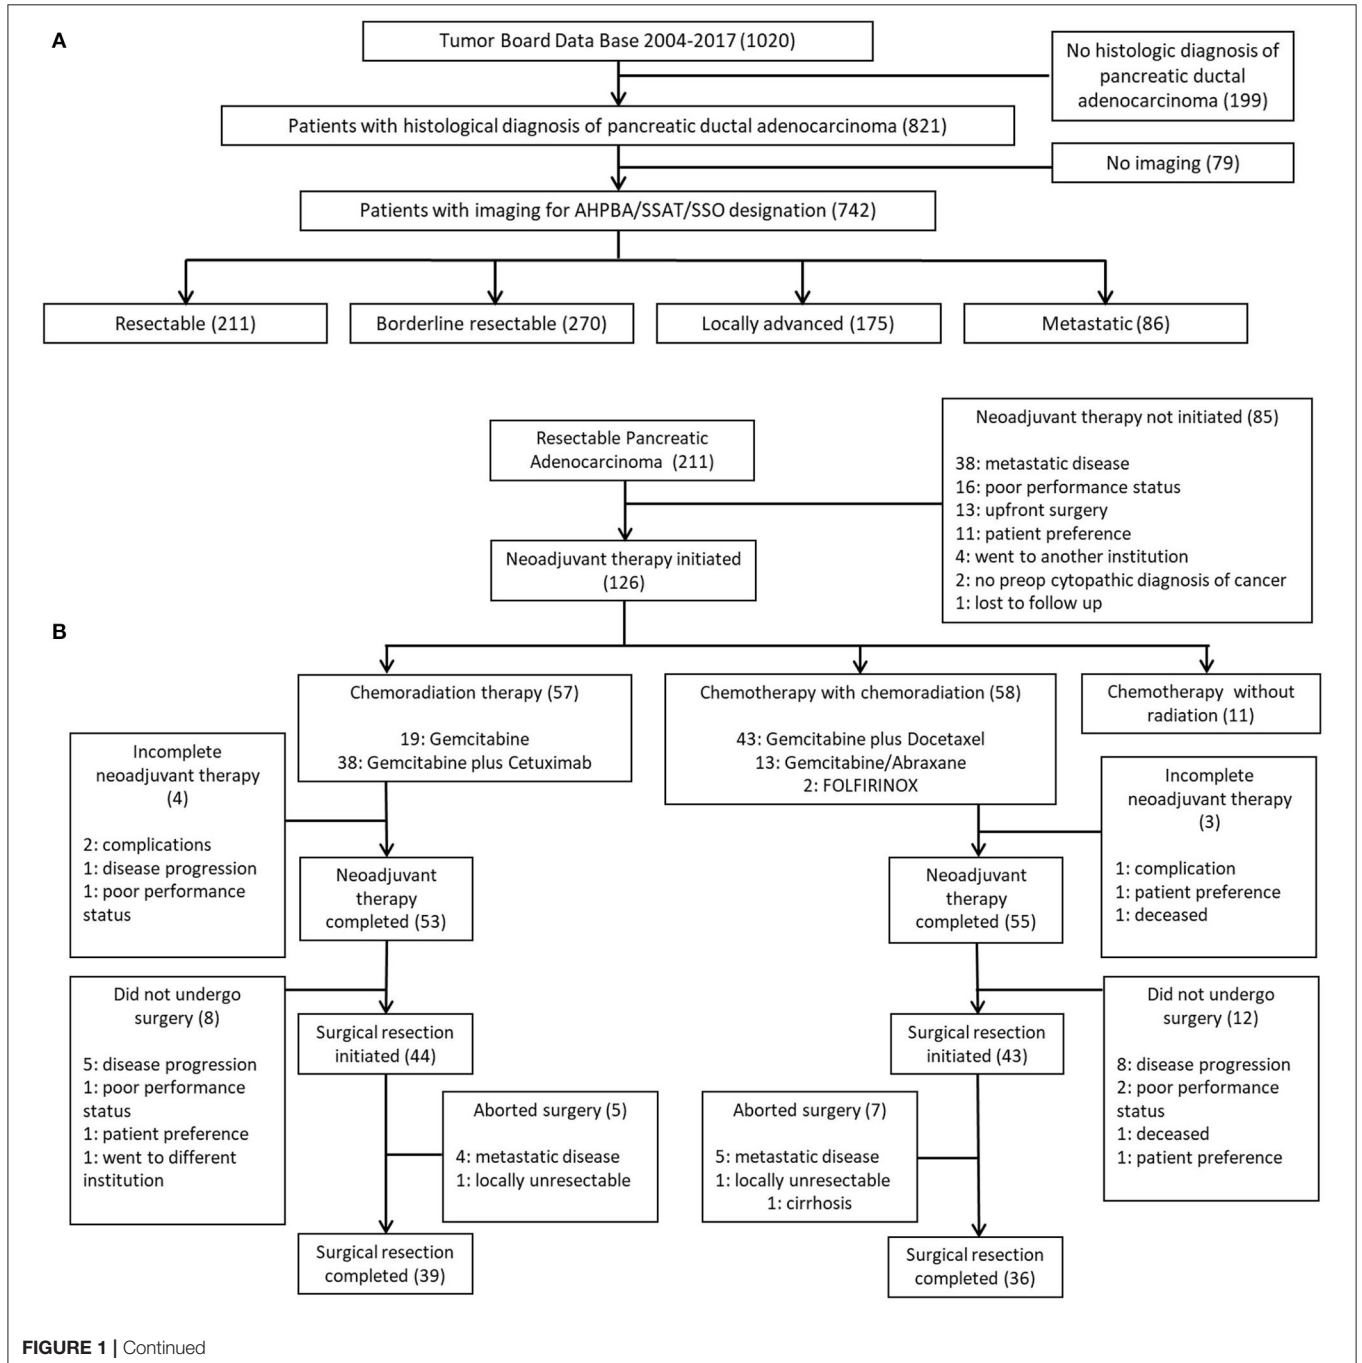 A
Tumor Board Data Base 2004-2017 (1020)
No histologic diagnosis of
pancreatic ductal
adenocarcinoma (199)
Patients with histological diagnosis of pancreatic ductal adenocarcinoma (821)
No imaging (79)
Patients with imaging for AHPBA/SSAT/SSO designation (742)
Resectable (211)
Borderline resectable (270)
Locally advanced (175)
Metastatic (86)
Resectable Pancreatic
Adenocarcinoma (211)
Neoadjuvant therapy not initiated (85)
38: metastatic disease
16: poor performance status
13: upfront surgery
11: patient preference
4: went to another institution
2: no preop cytopathic diagnosis of cancer
1: lost to follow up
Neoadjuvant therapy initiated
(126)
B
Chemoradiation therapy (57)
19: Gemcitabine
38: Gemcitabine plus Cetuximab
Chemotherapy with chemoradiation (58)
43: Gemcitabine plus Docetaxel
13: Gemcitabine/Abraxane
2: FOLFIRINOX
Chemotherapy without
radiation (11)
Incomplete
neoadjuvant therapy
(4)
2: complications
1: disease progression
1: poor performance
status
Neoadjuvant
therapy
completed (53)
Neoadjuvant
therapy
completed (55)
Incomplete
neoadjuvant therapy
(3)
1: complication
1: patient preference
1: deceased
Did not undergo
surgery (8)
5: disease progression
1: poor performance
status
1: patient preference
1: went to different
institution
Surgical resection
initiated (44)
Surgical resection
initiated (43)
Did not undergo
surgery (12)
8: disease progression
2: poor performance
status
1: deceased
1: patient preference
Aborted surgery (5)
4: metastatic disease
1: locally unresectable
Aborted surgery (7)
5: metastatic disease
1: locally unresectable
1: cirrhosis
Surgical resection
completed (39)
Surgical resection
completed (36)
FIGURE 1 | Continued